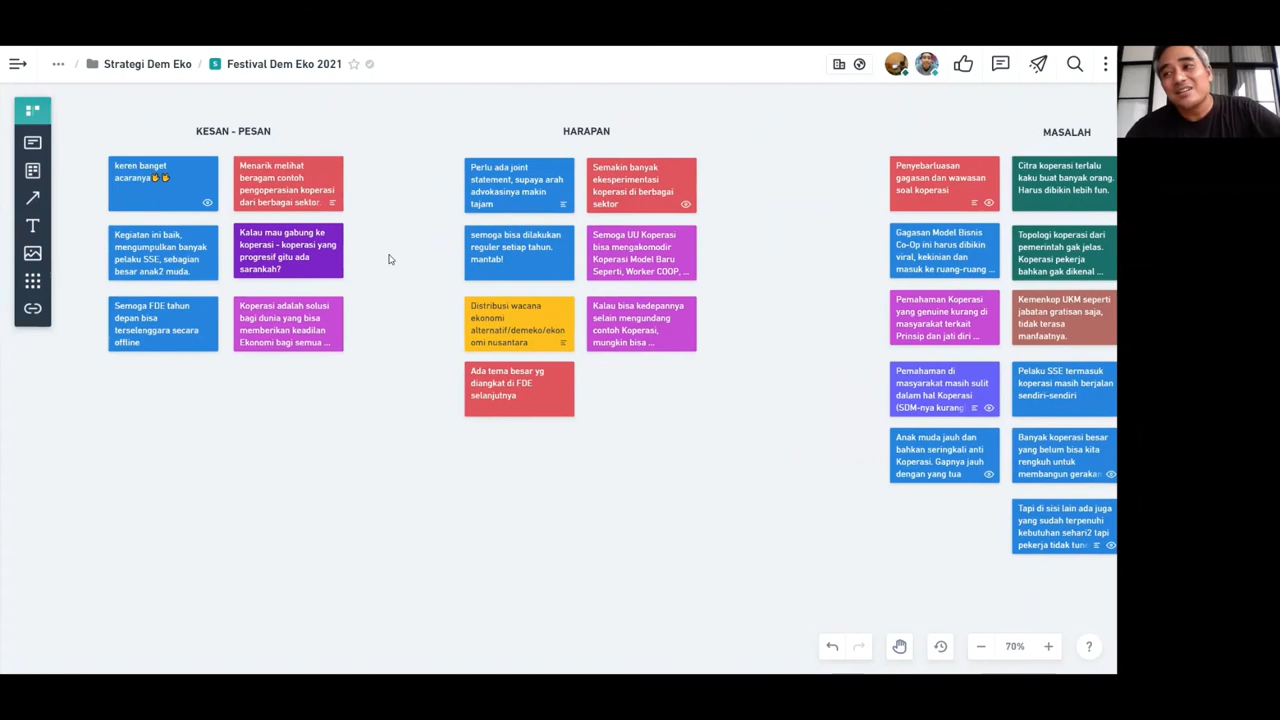 ... / Strategi Dem Eko / S Festival Dem Eko 2021
KESAN - PESAN
keren banget
acaranya🤟🤟
Menarik melihat
beragam contoh
pengoperasian koperasi
dari berbagai sektor.
Kegiatan ini baik,
mengumpulkan banyak
pelaku SSE, sebagian
besar anak2 muda.
Kalau mau gabung ke
koperasi - koperasi yang
progresif gitu ada
sarankah?
Semoga FDE tahun
depan bisa
terselenggara secara
offline
Koperasi adalah solusi
bagi dunia yang bisa
memberikan keadilan
Ekonomi bagi semua ...
HARAPAN
Perlu ada joint
statement, supaya arah
advokasinya makin
tajam
Semakin banyak
ekesperimentasi
koperasi di berbagai
sektor
semoga bisa dilakukan
reguler setiap tahun.
mantab!
Semoga UU Koperasi
bisa mengakomodir
Koperasi Model Baru
Seperti, Worker COOP, ...
Distribusi wacana
ekonomi
alternatif/demeko/ekon
omi nusantara
Kalau bisa kedepannya
selain mengundang
contoh Koperasi,
mungkin bisa ...
Ada tema besar yg
diangkat di FDE
selanjutnya
MASALAH
Penyebarluasan
gagasan dan wawasan
soal koperasi
Citra koperasi terlalu
kaku buat banyak orang.
Harus dibikin lebih fun.
Gagasan Model Bisnis
Co-Op ini harus dibikin
viral, kekinian dan
masuk ke ruang-ruang ...
Topologi koperasi dari
pemerintah gak jelas.
Koperasi pekerja
bahkan gak dikenal ...
Pemahaman Koperasi
yang genuine kurang di
masyarakat terkait
Prinsip dan jati diri ...
Kemenkop UKM seperti
jabatan gratisan saja,
tidak terasa
manfaatnya.
Pemahaman di
masyarakat masih sulit
dalam hal Koperasi
(SDM-nya kurang
Pelaku SSE termasuk
koperasi masih berjalan
sendiri-sendiri
Anak muda jauh dan
bahkan seringkali anti
Koperasi. Gapnya jauh
dengan yang tua
Banyak koperasi besar
yang belum bisa kita
rengkuh untuk
membangun gerakan
Tapi di sisi lain ada juga
yang sudah terpenuhi
kebutuhan sehari2 tapi
pekerja tidak
70%